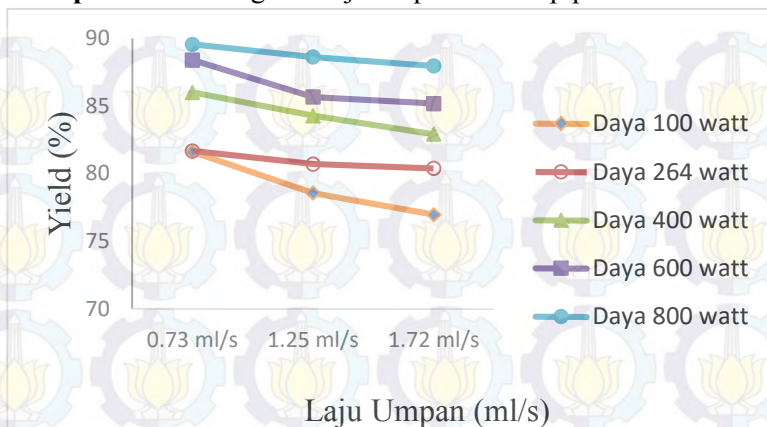 90
85
80
75
70
Yield (%)
0.73 ml/s 1.25 ml/s 1.72 ml/s
Laju Umpan (ml/s)
Daya 100 watt
Daya 264 watt
Daya 400 watt
Daya 600 watt
Daya 800 watt